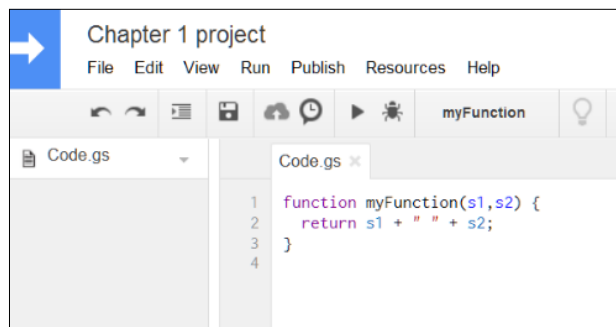 Chapter 1 project
File Edit View Run Publish Resources Help
myFunction
Code.gs
Code.gs ×
1 function myFunction(s1,s2) {
2 return s1 + " " + s2;
3 }
4